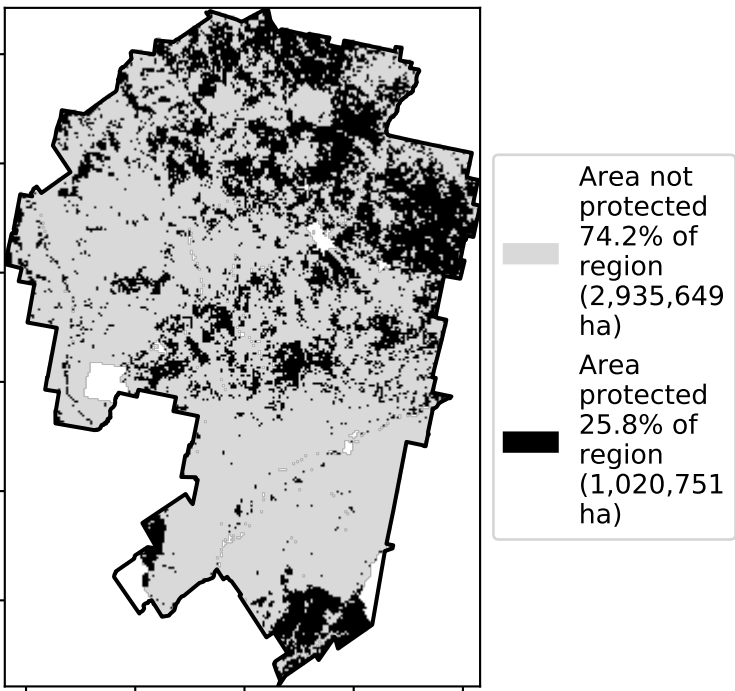 Area not
protected
74.2% of
region
(2,935,649
ha)
Area
protected
25.8% of
region
(1,020,751
ha)